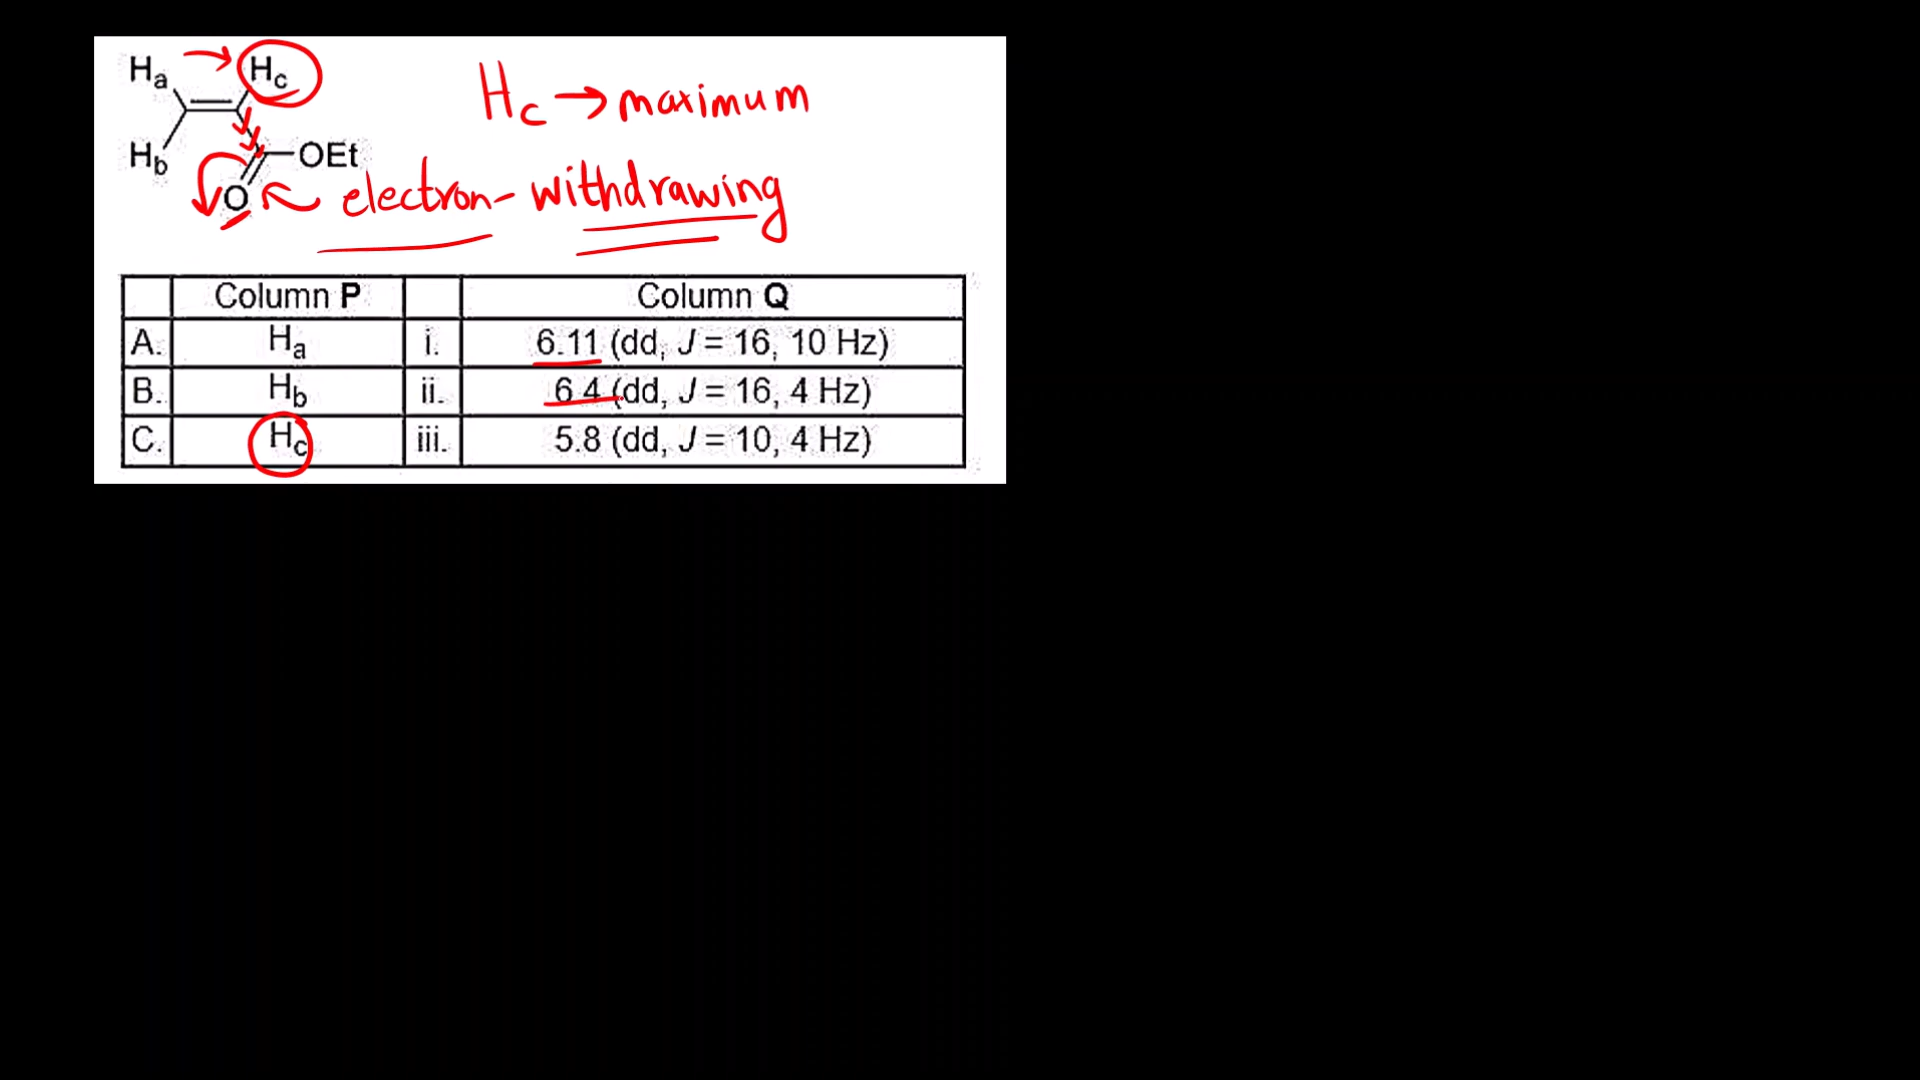 Ha → Hc
Hc → maximum
Hb
OEt
O
electron-withdrawing
Column P Column Q
A. Ha i. 6.11 (dd, J = 16, 10 Hz)
B. Hb ii. 6 4 (dd, J = 16, 4 Hz)
C. Hc iii. 5.8 (dd, J = 10, 4 Hz)